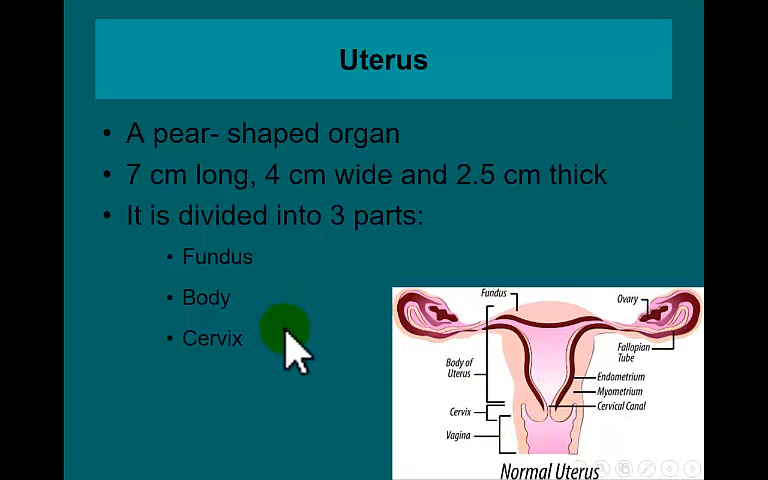 Uterus
• A pear- shaped organ
• 7 cm long, 4 cm wide and 2.5 cm thick
• It is divided into 3 parts:
• Fundus
• Body
• Cervix
Fundus
Ovary
Fallopian
Tube
Body of
Uterus
Endometrium
Myometrium
Cervical Canal
Cervix
Vagina
Normal Uterus